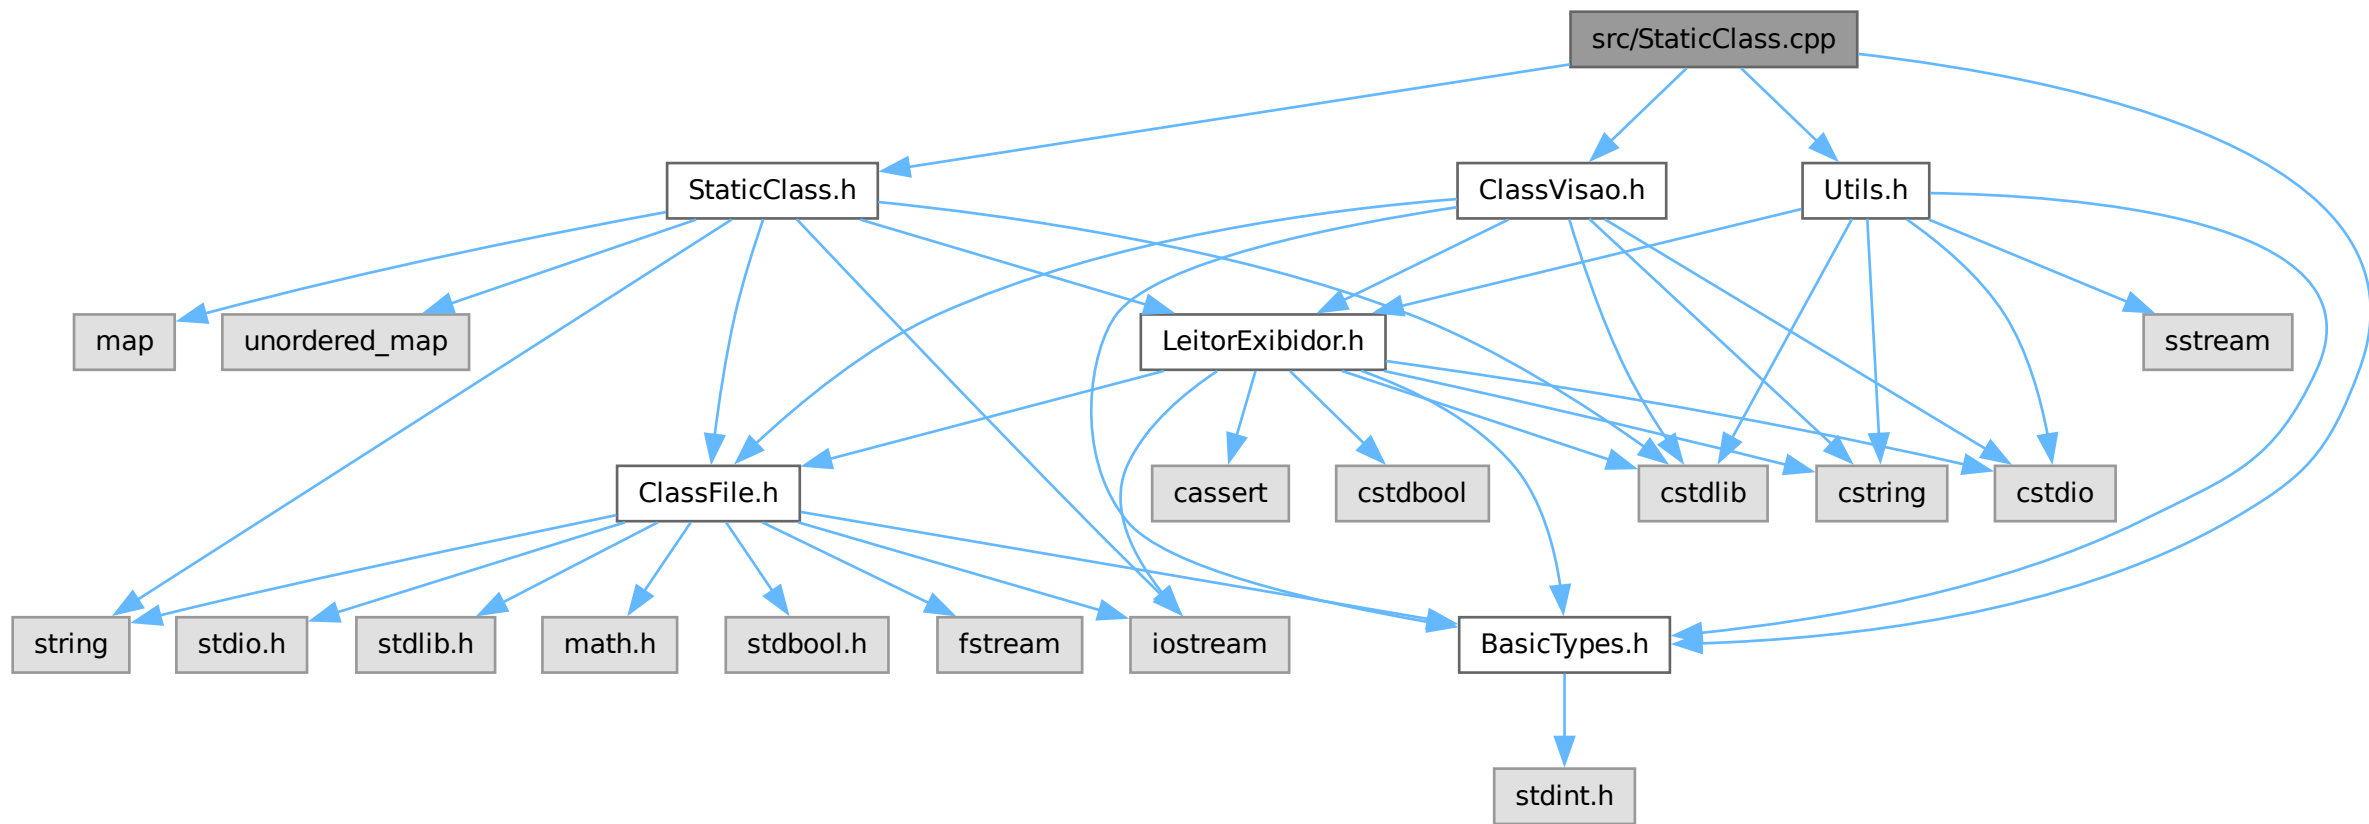 src/StaticClass.cpp
StaticClass.h
ClassVisao.h
Utils.h
map
unordered_map
LeitorExibidor.h
sstream
ClassFile.h
cassert
cstdbool
cstdlib
cstring
cstdio
string
stdio.h
stdlib.h
math.h
stdbool.h
fstream
iostream
BasicTypes.h
stdint.h